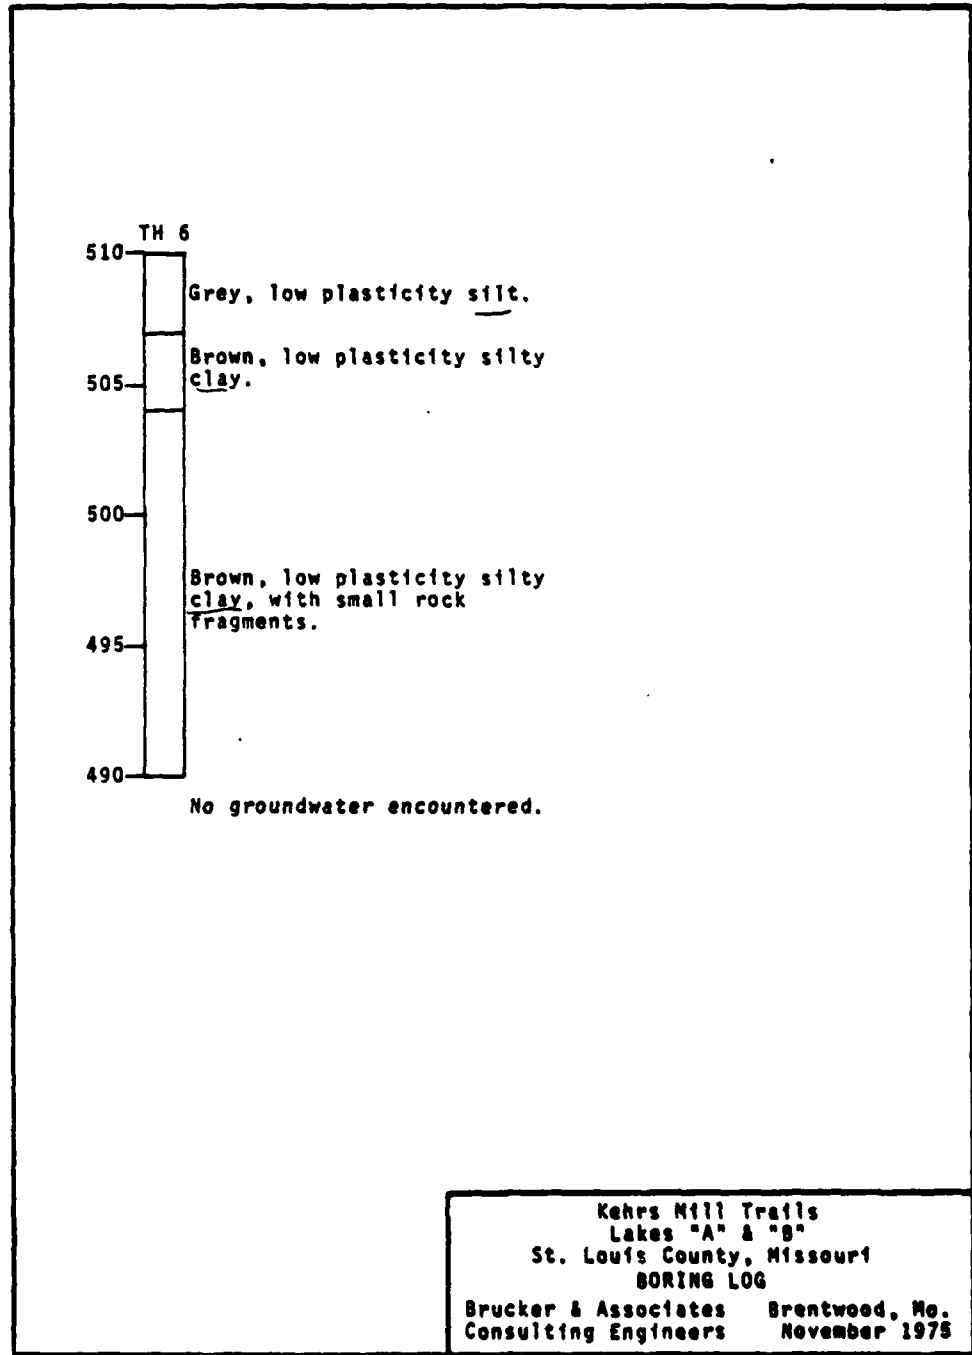 TH 6
510
Grey, low plasticity silt.
Brown, low plasticity silty
505
clay.
500
Brown, low plasticity silty
clay, with small rock
fragments.
495
490
No groundwater encountered.
Kehrs Mill Trails
Lakes "A" & "B"
St. Louis County, Missouri
BORING LOG
Brucker & Associates Brentwood, Mo.
Consulting Engineers November 1975